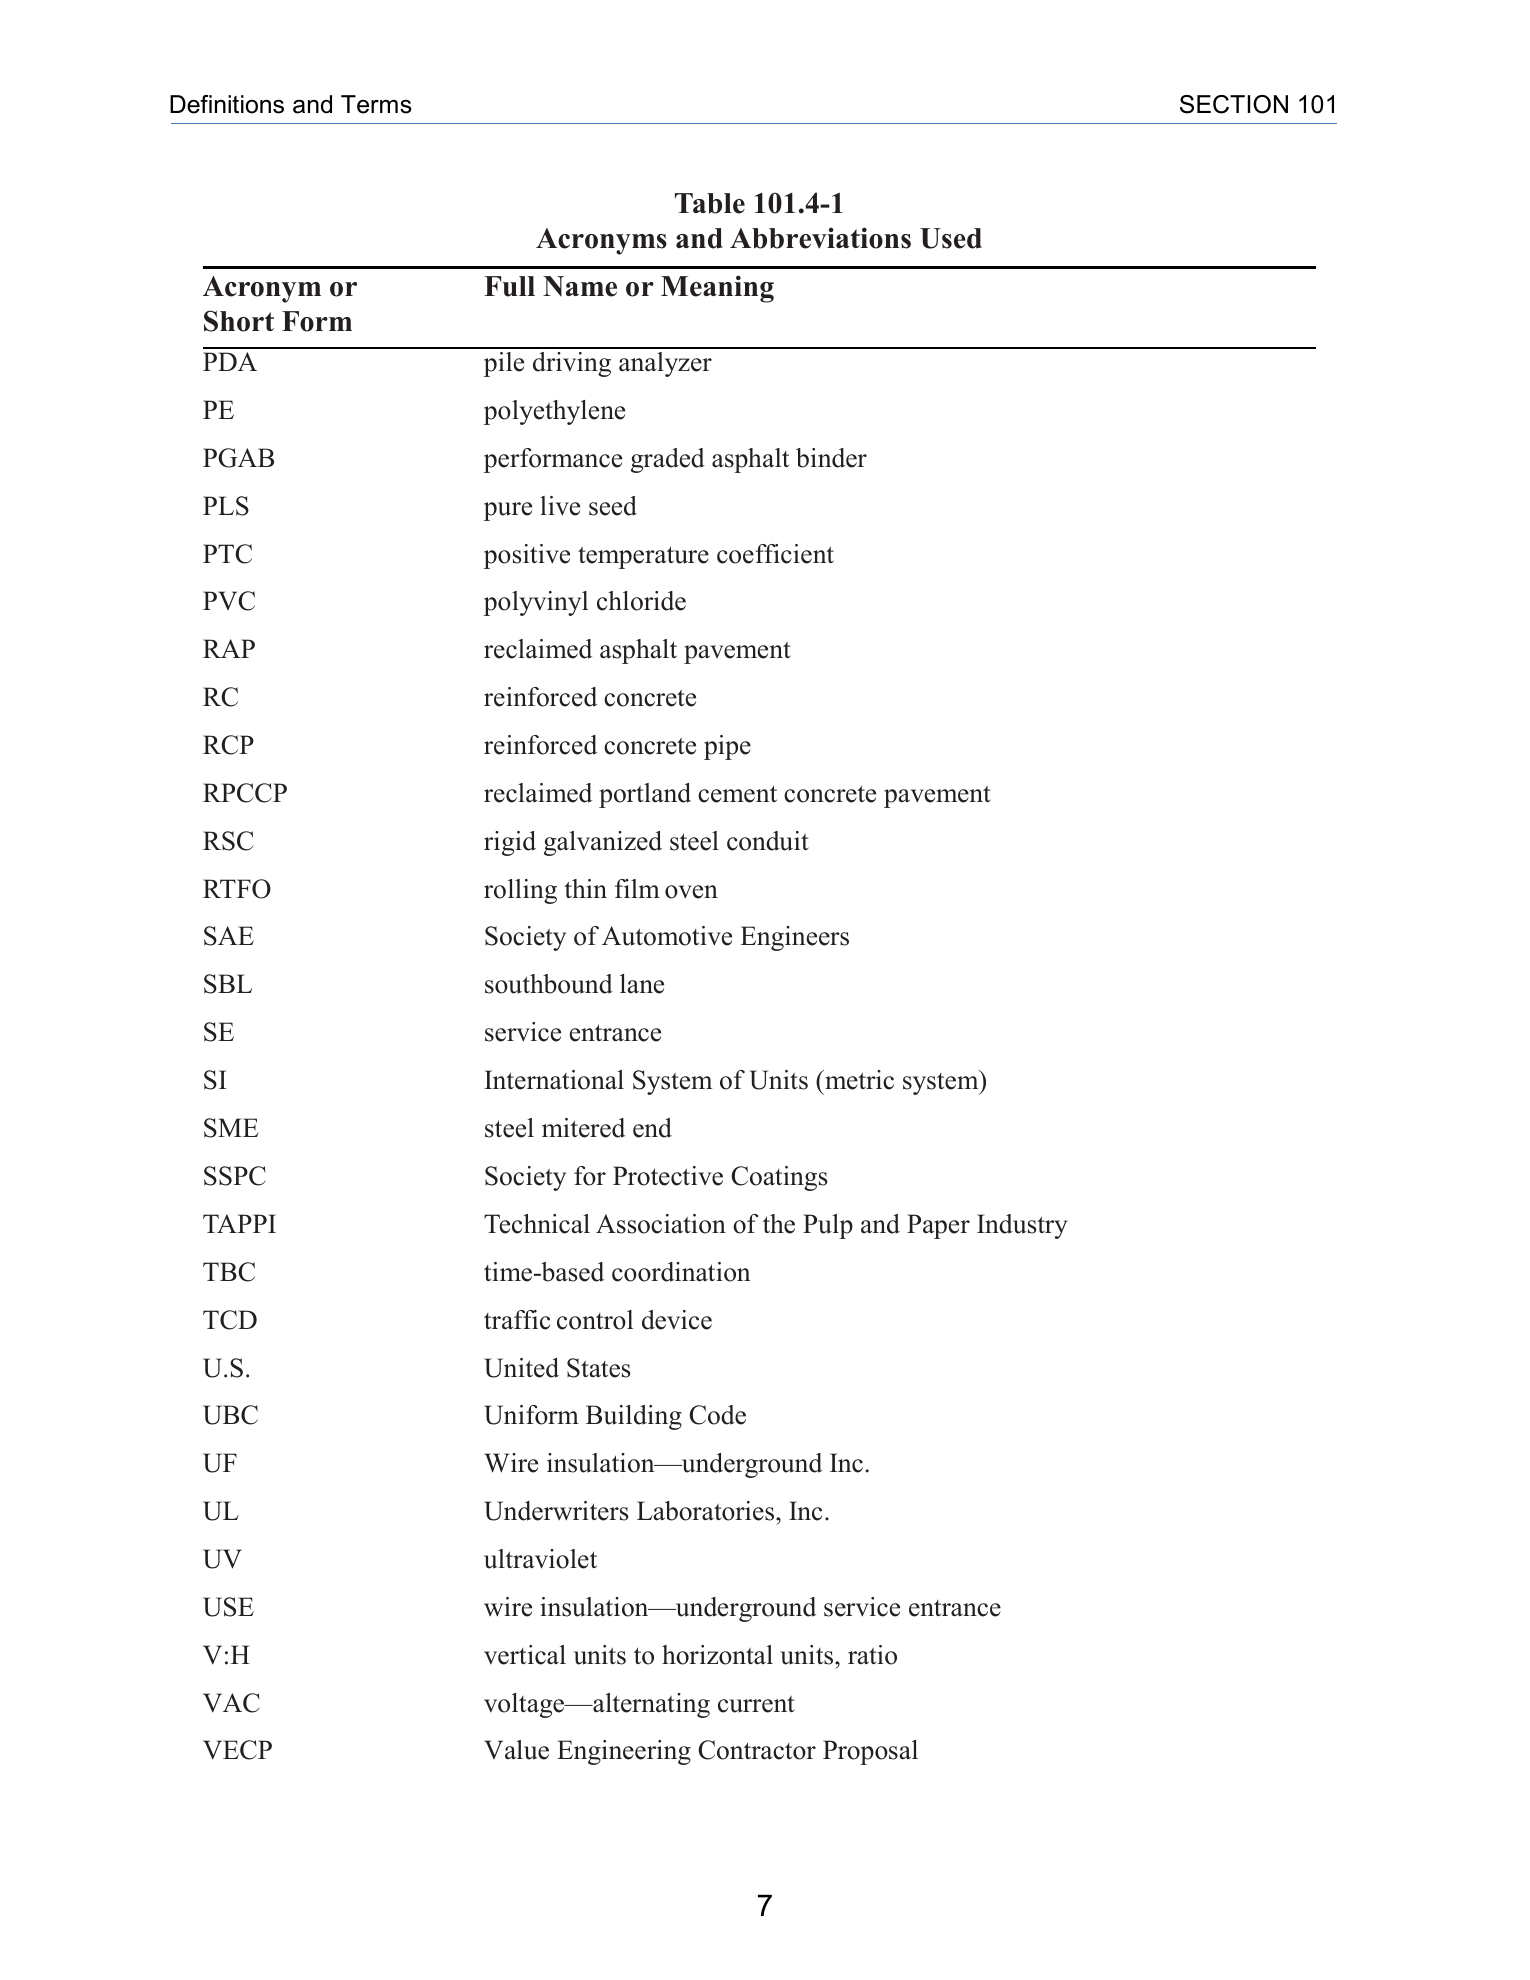 Definitions and Terms SECTION 101
Table 101.4-1
Acronyms and Abbreviations Used
Acronym or Full Name or Meaning
Short Form
PDA pile driving analyzer
PE polyethylene
PGAB performance graded asphalt binder
PLS pure live seed
PTC positive temperature coefficient
PVC polyvinyl chloride
RAP reclaimed asphalt pavement
RC reinforced concrete
RCP reinforced concrete pipe
RPCCP reclaimed portland cement concrete pavement
RSC rigid galvanized steel conduit
RTFO rolling thin film oven
SAE Society of Automotive Engineers
SBL southbound lane
SE service entrance
SI International System of Units (metric system)
SME steel mitered end
SSPC Society for Protective Coatings
TAPPI Technical Association of the Pulp and Paper Industry
TBC time-based coordination
TCD traffic control device
U.S. United States
UBC Uniform Building Code
UF Wire insulation—underground Inc.
UL Underwriters Laboratories, Inc.
UV ultraviolet
USE wire insulation—underground service entrance
V:H vertical units to horizontal units, ratio
VAC voltage—alternating current
VECP Value Engineering Contractor Proposal
7